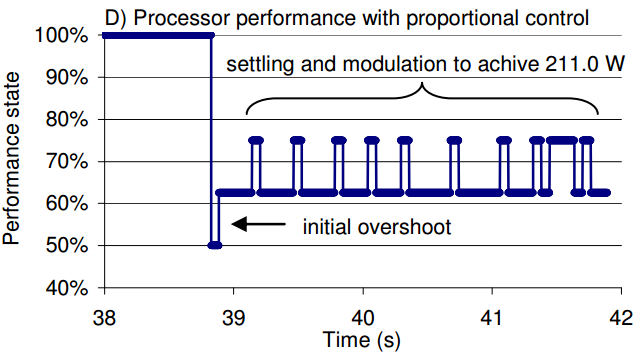 D) Processor performance with proportional control
100%
90%
80%
70%
60%
50%
40%
Performance state
settling and modulation to achive 211.0 W
initial overshoot
38
39
40
41
42
Time (s)